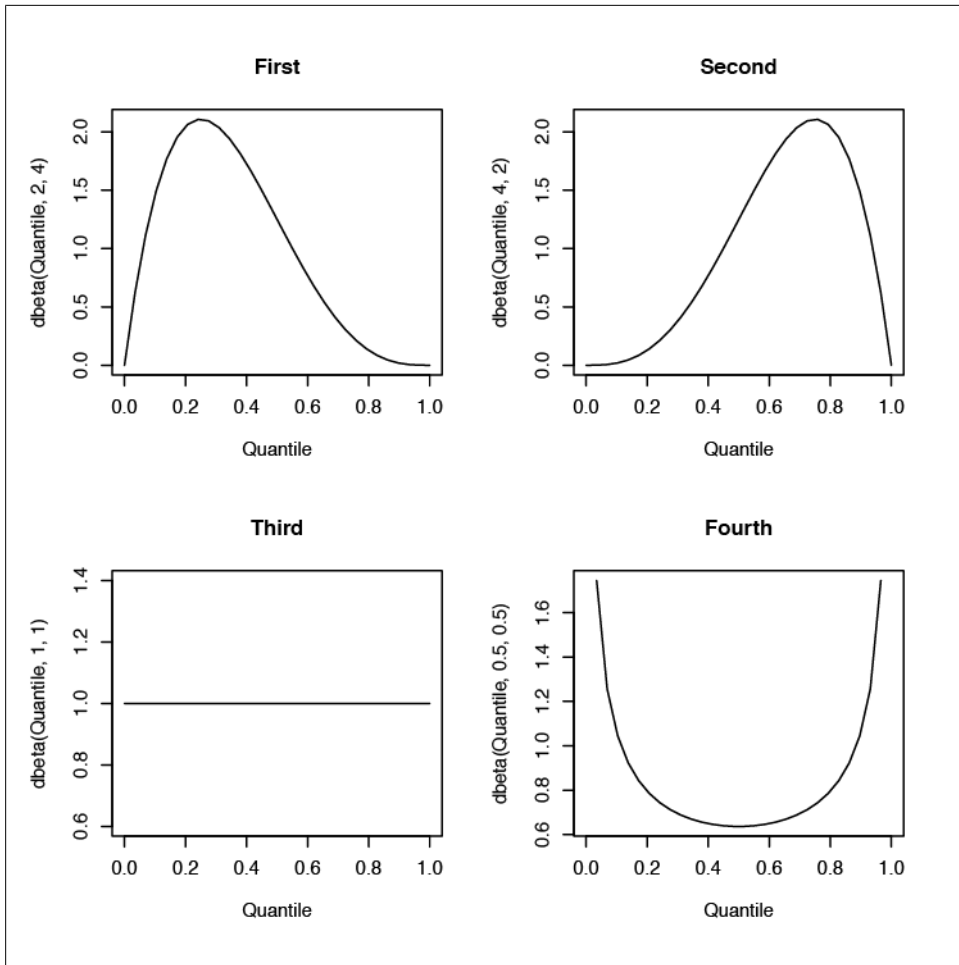 First
dbeta(Quantile, 2, 4)
2.0
1.5
1.0
0.5
0.0
0.0 0.2 0.4 0.6 0.8 1.0
Quantile
Second
dbeta(Quantile, 4, 2)
2.0
1.5
1.0
0.5
0.0
0.0 0.2 0.4 0.6 0.8 1.0
Quantile
Third
dbeta(Quantile, 1, 1)
1.4
1.2
1.0
0.8
0.6
0.0 0.2 0.4 0.6 0.8 1.0
Quantile
Fourth
dbeta(Quantile, 0.5, 0.5)
1.6
1.4
1.2
1.0
0.8
0.6
0.0 0.2 0.4 0.6 0.8 1.0
Quantile